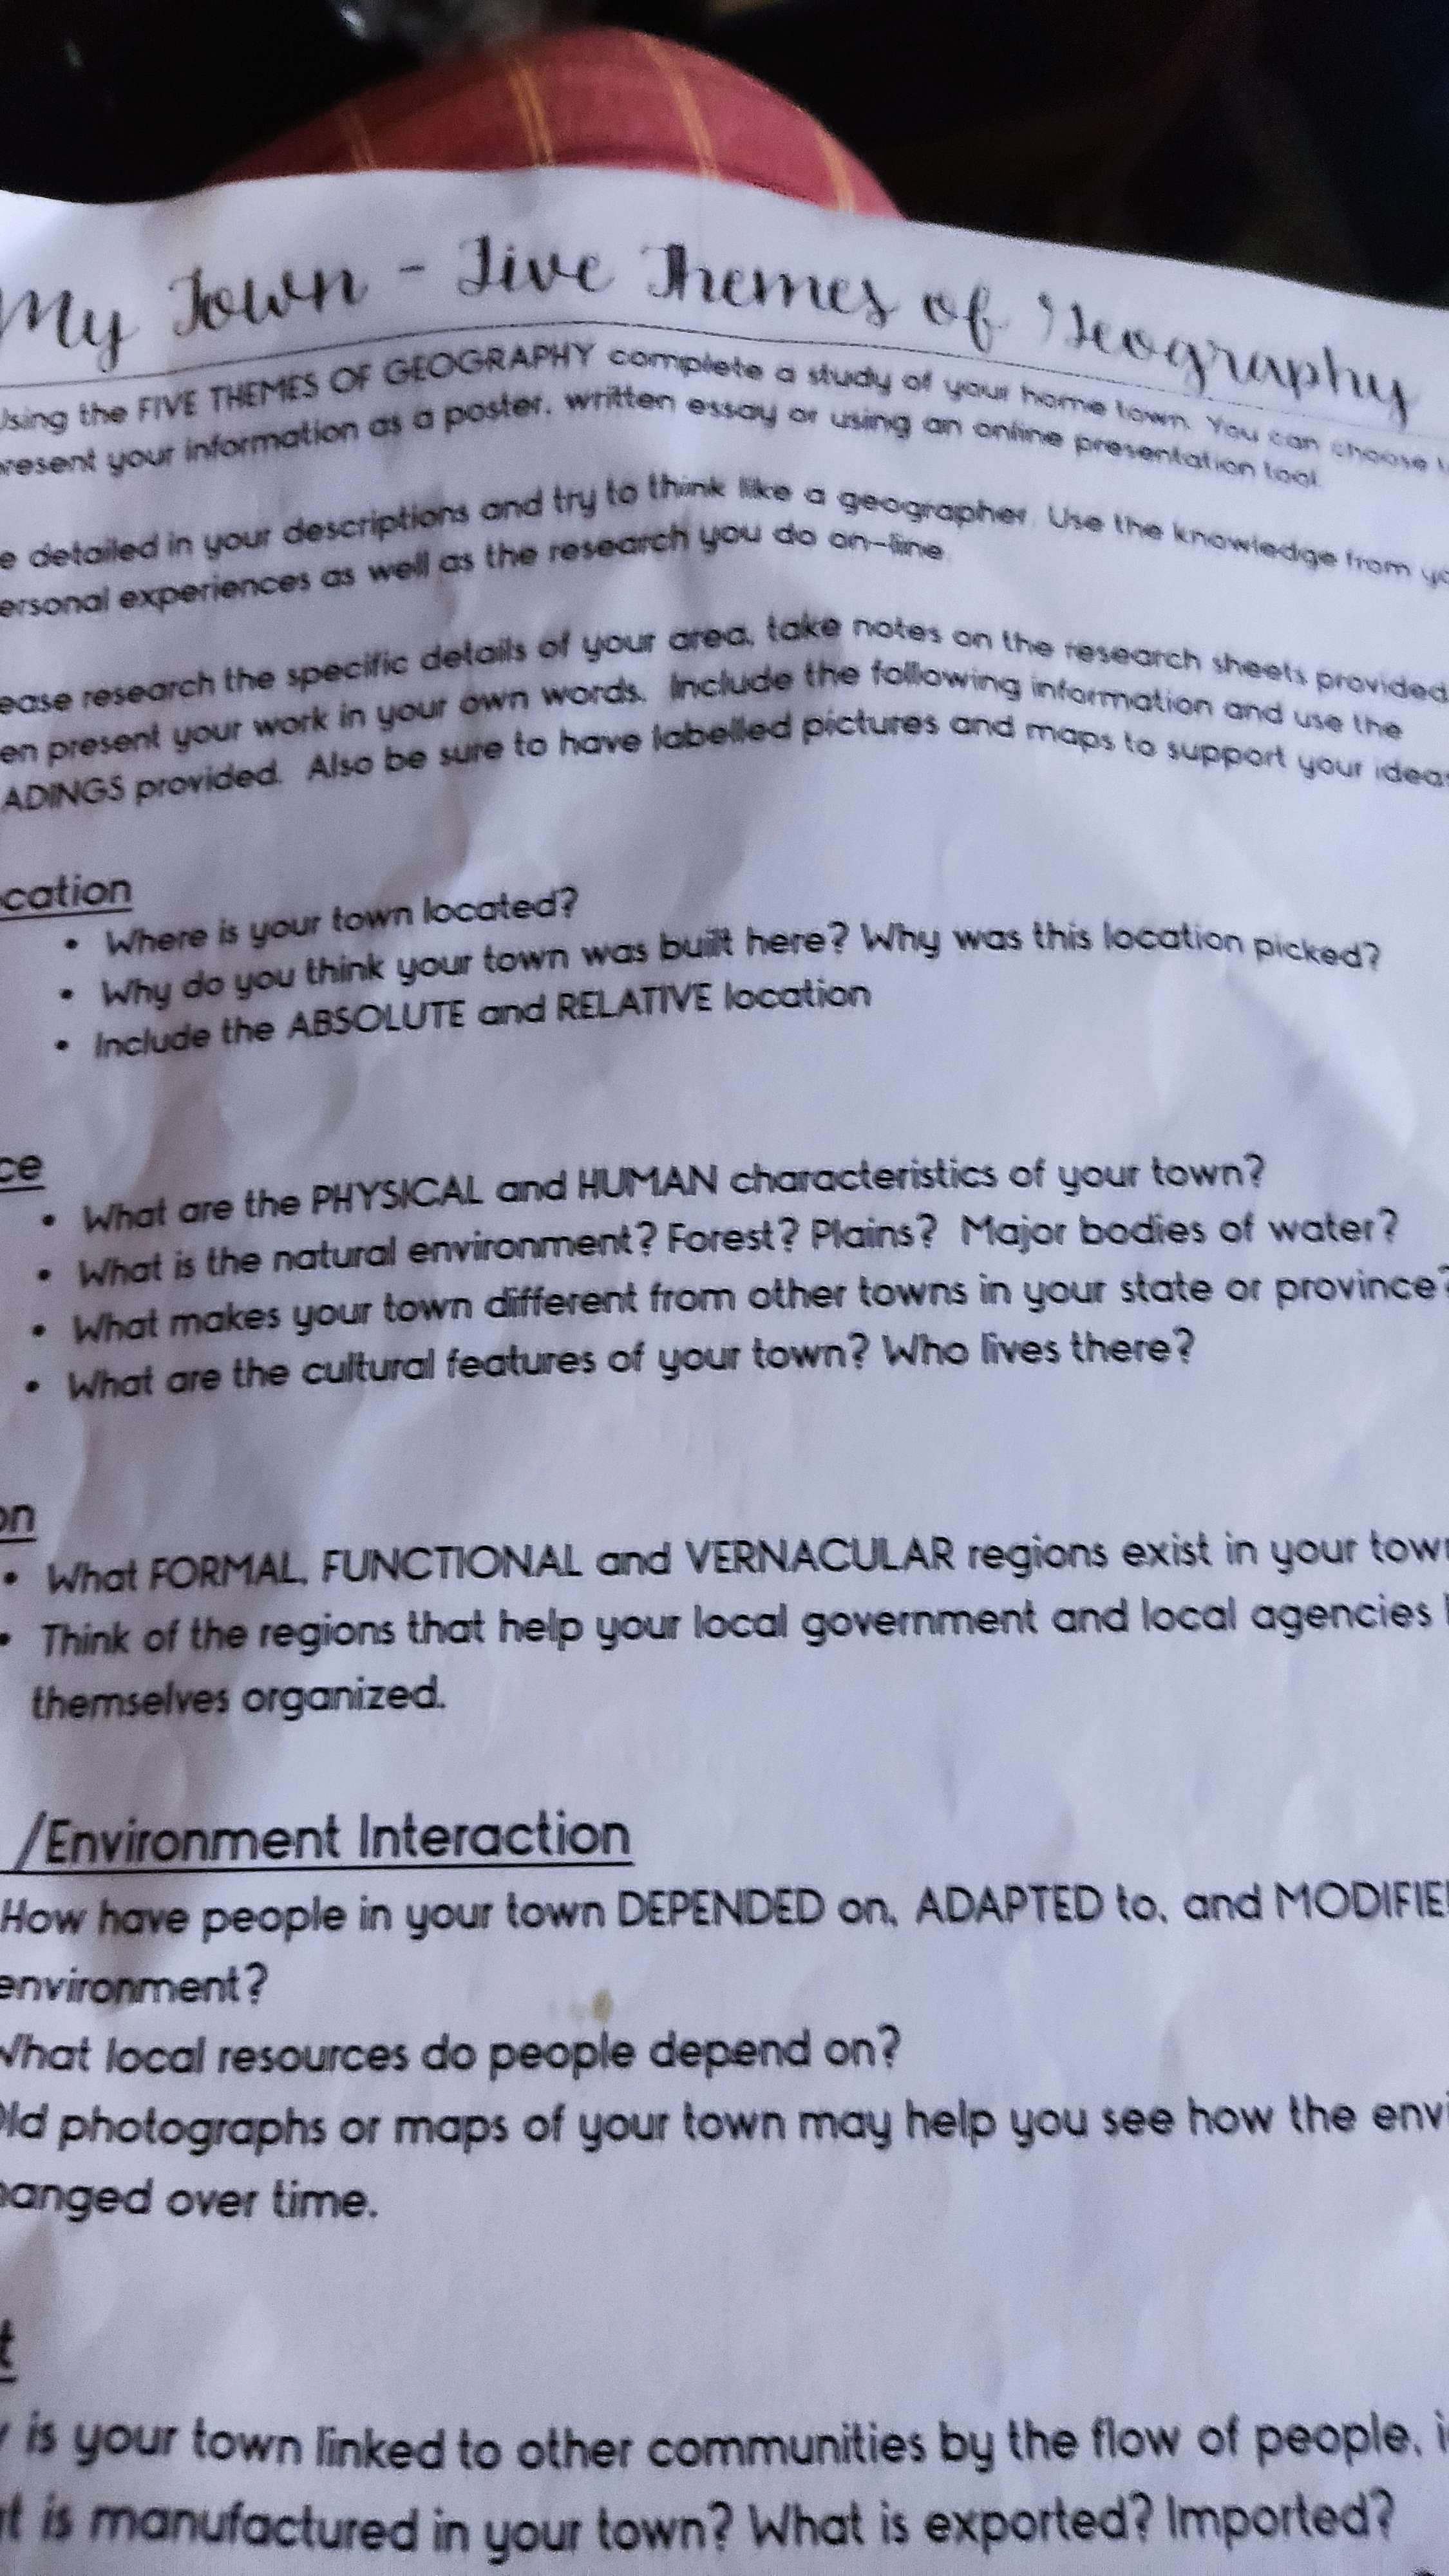 My Town - Five Themes of Geography
Using the FIVE THEMES OF GEOGRAPHY complete a study of your home town. You can choose
resent your information as a poster, written essay or using an online presentation tool.
e detailed in your descriptions and try to think like a geographer. Use the knowledge from yo
ersonal experiences as well as the research you do on-line.
ease research the specific details of your area, take notes on the research sheets provided
en present your work in your own words. Include the following information and use the
ADINGS provided. Also be sure to have labelled pictures and maps to support your ideas
ocation
• Where is your town located?
• Why do you think your town was built here? Why was this location picked?
• Include the ABSOLUTE and RELATIVE location
ce
• What are the PHYSICAL and HUMAN characteristics of your town?
• What is the natural environment? Forest? Plains? Major bodies of water?
• What makes your town different from other towns in your state or province?
• What are the cultural features of your town? Who lives there?
on
• What FORMAL, FUNCTIONAL and VERNACULAR regions exist in your town
• Think of the regions that help your local government and local agencies
themselves organized.
/Environment Interaction
How have people in your town DEPENDED on, ADAPTED to, and MODIFIE
environment?
What local resources do people depend on?
Old photographs or maps of your town may help you see how the envi
hanged over time.
t
is your town linked to other communities by the flow of people, i
t is manufactured in your town? What is exported? Imported?